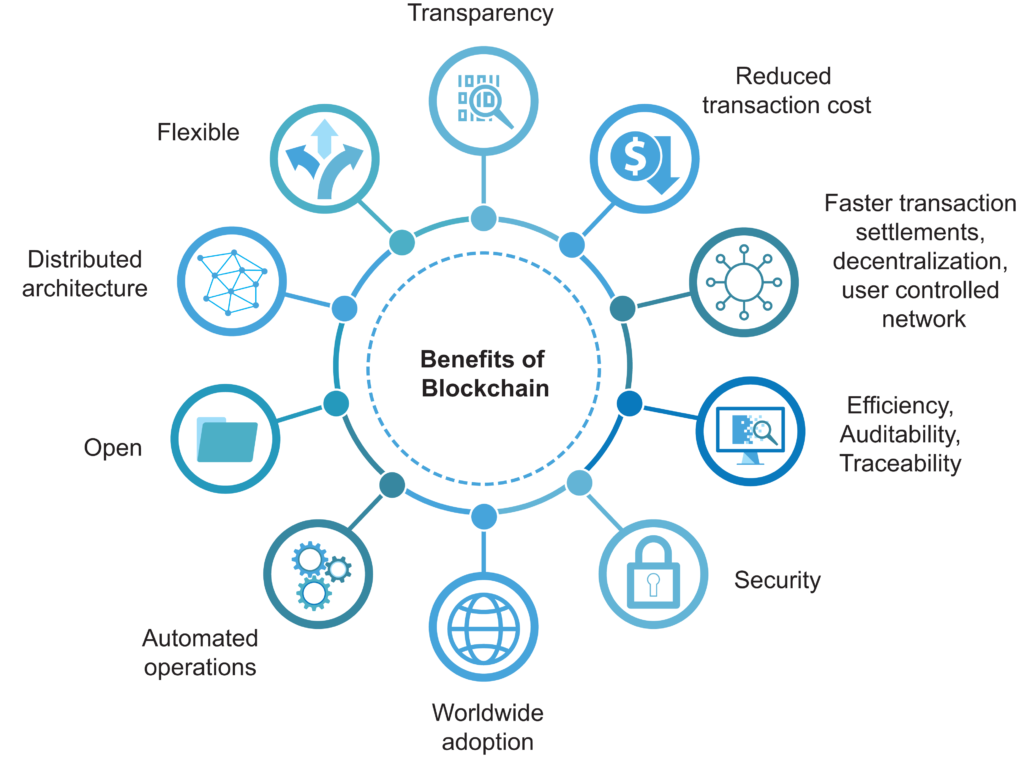 Transparency
Reduced
transaction cost
Faster transaction
settlements,
decentralization,
user controlled
network
Efficiency,
Auditability,
Traceability
Security
Worldwide
adoption
Automated
operations
Open
Distributed
architecture
Flexible
Benefits of
Blockchain